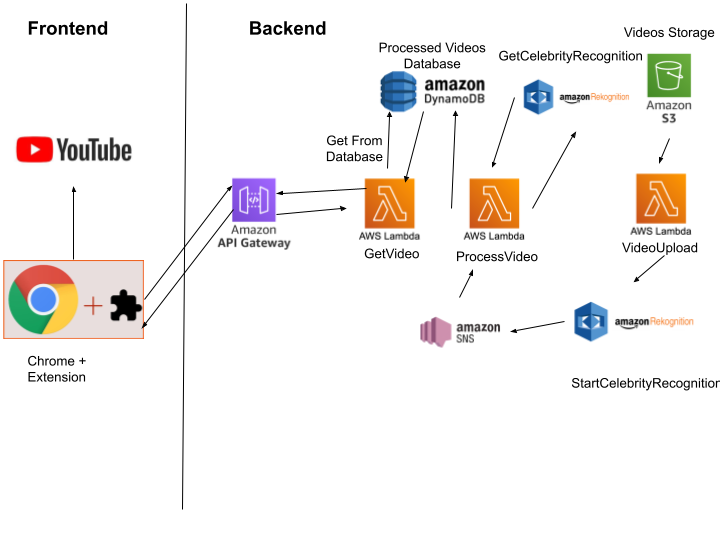 Frontend
Backend
Videos Storage
Processed Videos
Database
GetCelebrityRecognition
amazon
DynamoDB
amazon Rekognition
Amazon
S3
YouTube
Get From
Database
Amazon
API Gateway
AWS Lambda
GetVideo
AWS Lambda
ProcessVideo
AWS Lambda
VideoUpload
amazon
SNS
amazon Rekognition
Chrome +
Extension
StartCelebrityRecognition